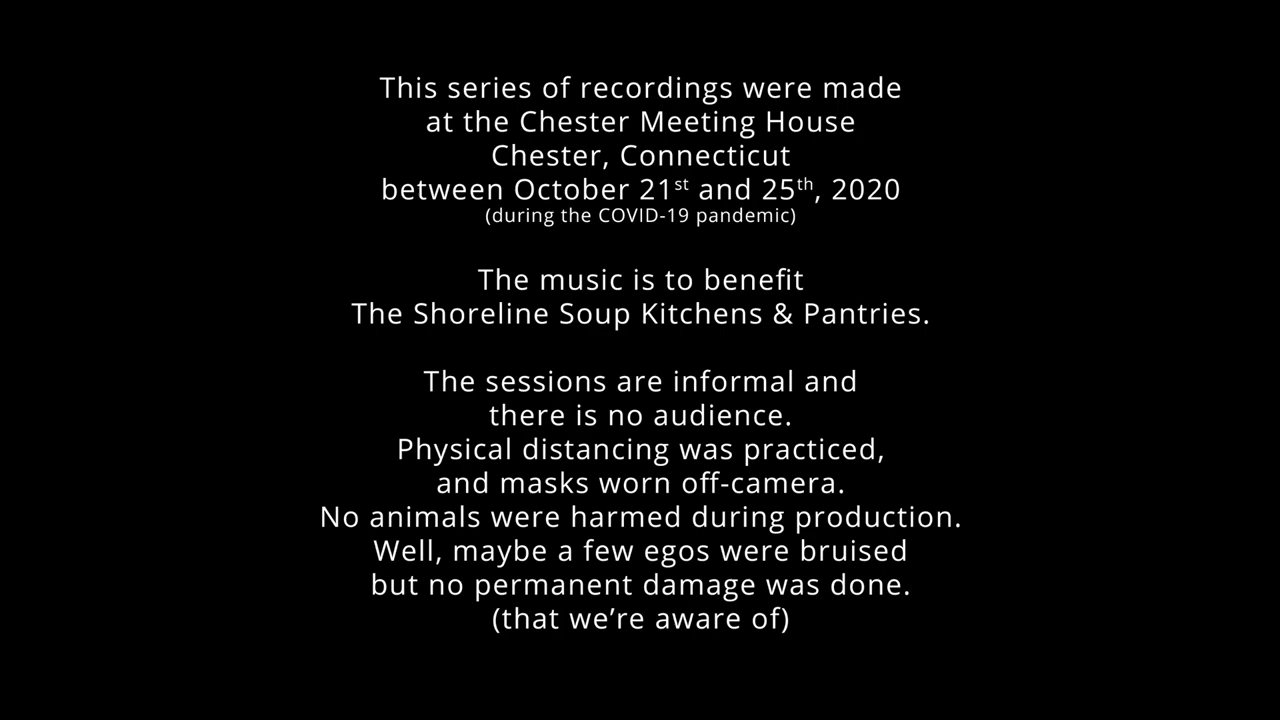 This series of recordings were made
at the Chester Meeting House
Chester, Connecticut
between October 21st and 25th, 2020
(during the COVID-19 pandemic)
The music is to benefit
The Shoreline Soup Kitchens & Pantries.
The sessions are informal and
there is no audience.
Physical distancing was practiced,
and masks worn off-camera.
No animals were harmed during production.
Well, maybe a few egos were bruised
but no permanent damage was done.
(that we’re aware of)